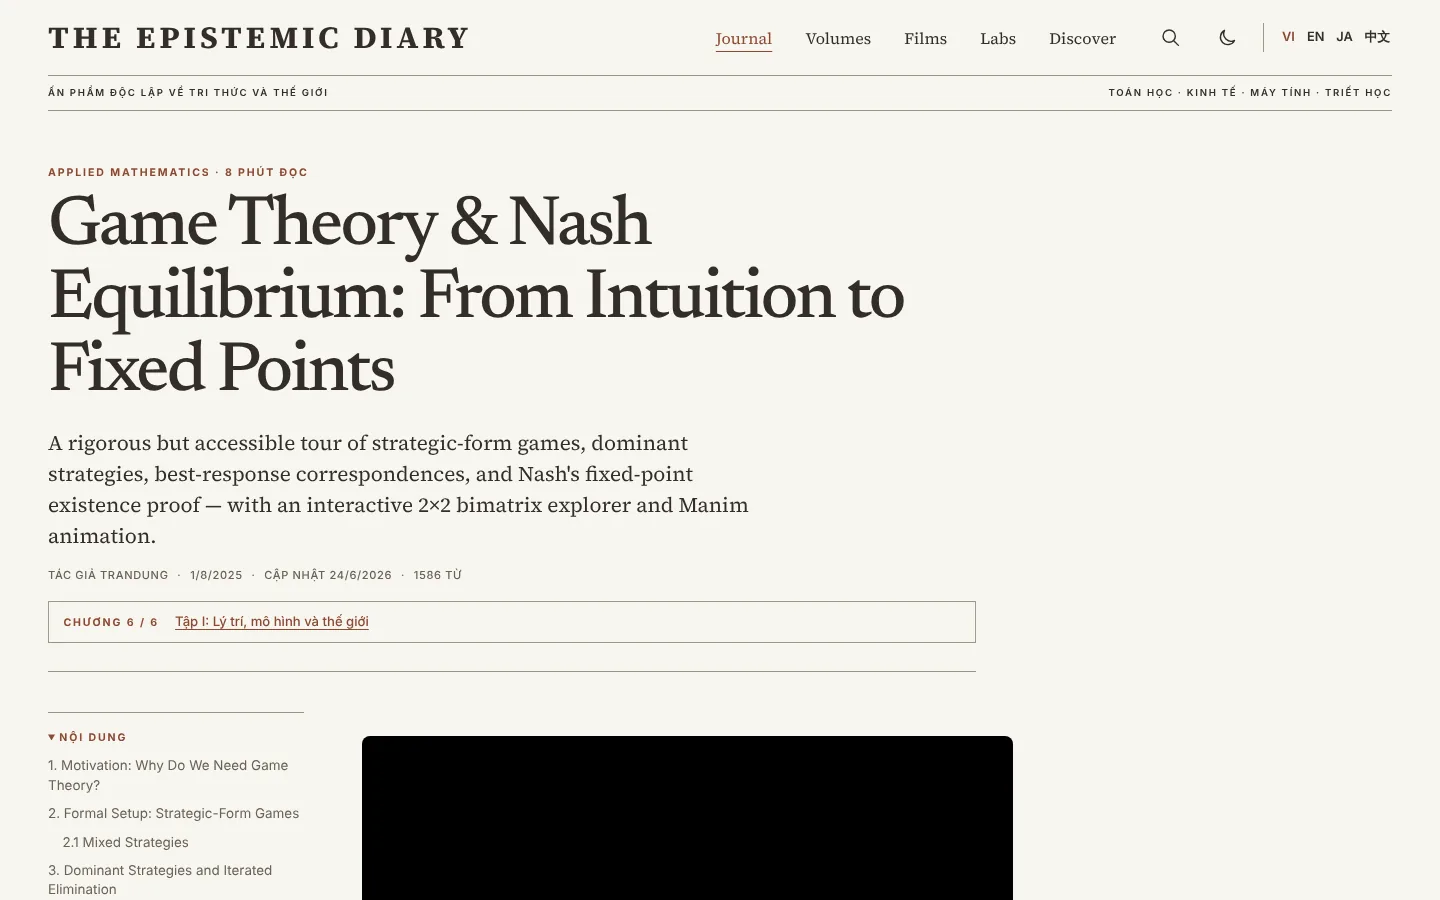 THE EPISTEMIC DIARY
Journal Volumes Films Labs Discover VI EN JA 中文
ẤN PHẨM ĐỘC LẬP VỀ TRI THỨC VÀ THẾ GIỚI
TOÁN HỌC · KINH TẾ · MÁY TÍNH · TRIẾT HỌC
APPLIED MATHEMATICS · 8 PHÚT ĐỌC
Game Theory & Nash
Equilibrium: From Intuition to
Fixed Points
A rigorous but accessible tour of strategic-form games, dominant
strategies, best-response correspondences, and Nash's fixed-point
existence proof — with an interactive 2×2 bimatrix explorer and Manim
animation.
TÁC GIẢ TRANDUNG · 1/8/2025 · CẬP NHẬT 24/6/2026 · 1586 TỪ
CHƯƠNG 6 / 6 Tập I: Lý trí, mô hình và thế giới
▾ NỘI DUNG
1. Motivation: Why Do We Need Game
Theory?
2. Formal Setup: Strategic-Form Games
2.1 Mixed Strategies
3. Dominant Strategies and Iterated
Elimination